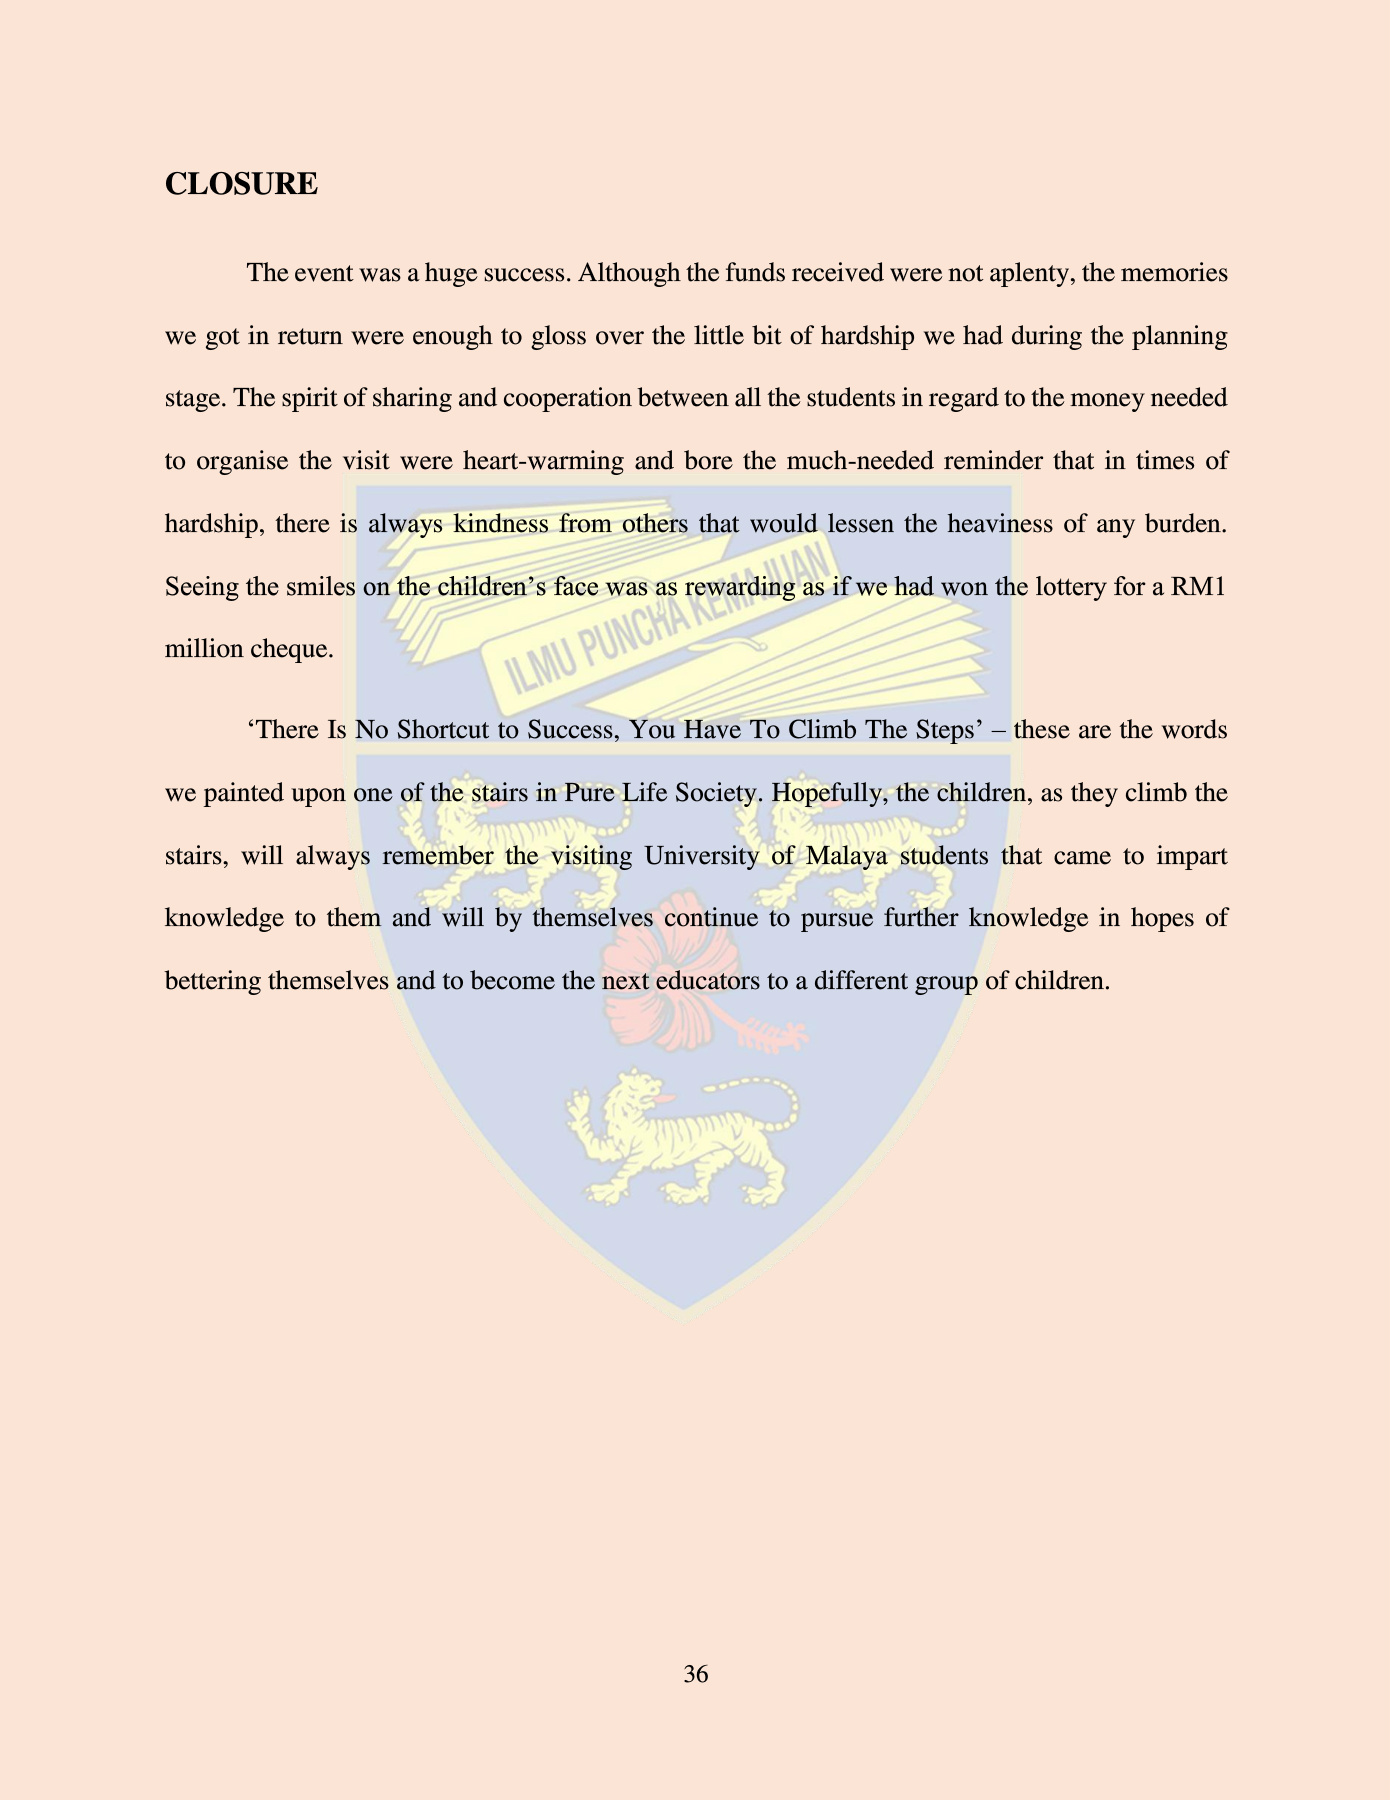 CLOSURE
The event was a huge success. Although the funds received were not aplenty, the memories
we got in return were enough to gloss over the little bit of hardship we had during the planning
stage. The spirit of sharing and cooperation between all the students in regard to the money needed
to organise the visit were heart-warming and bore the much-needed reminder that in times of
hardship, there is always kindness from others that would lessen the heaviness of any burden.
Seeing the smiles on the children’s face was as rewarding as if we had won the lottery for a RM1
million cheque.
ILMU PUNCHA KEMAJUAN
‘There Is No Shortcut to Success, You Have To Climb The Steps’ – these are the words
we painted upon one of the stairs in Pure Life Society. Hopefully, the children, as they climb the
stairs, will always remember the visiting University of Malaya students that came to impart
knowledge to them and will by themselves continue to pursue further knowledge in hopes of
bettering themselves and to become the next educators to a different group of children.
36